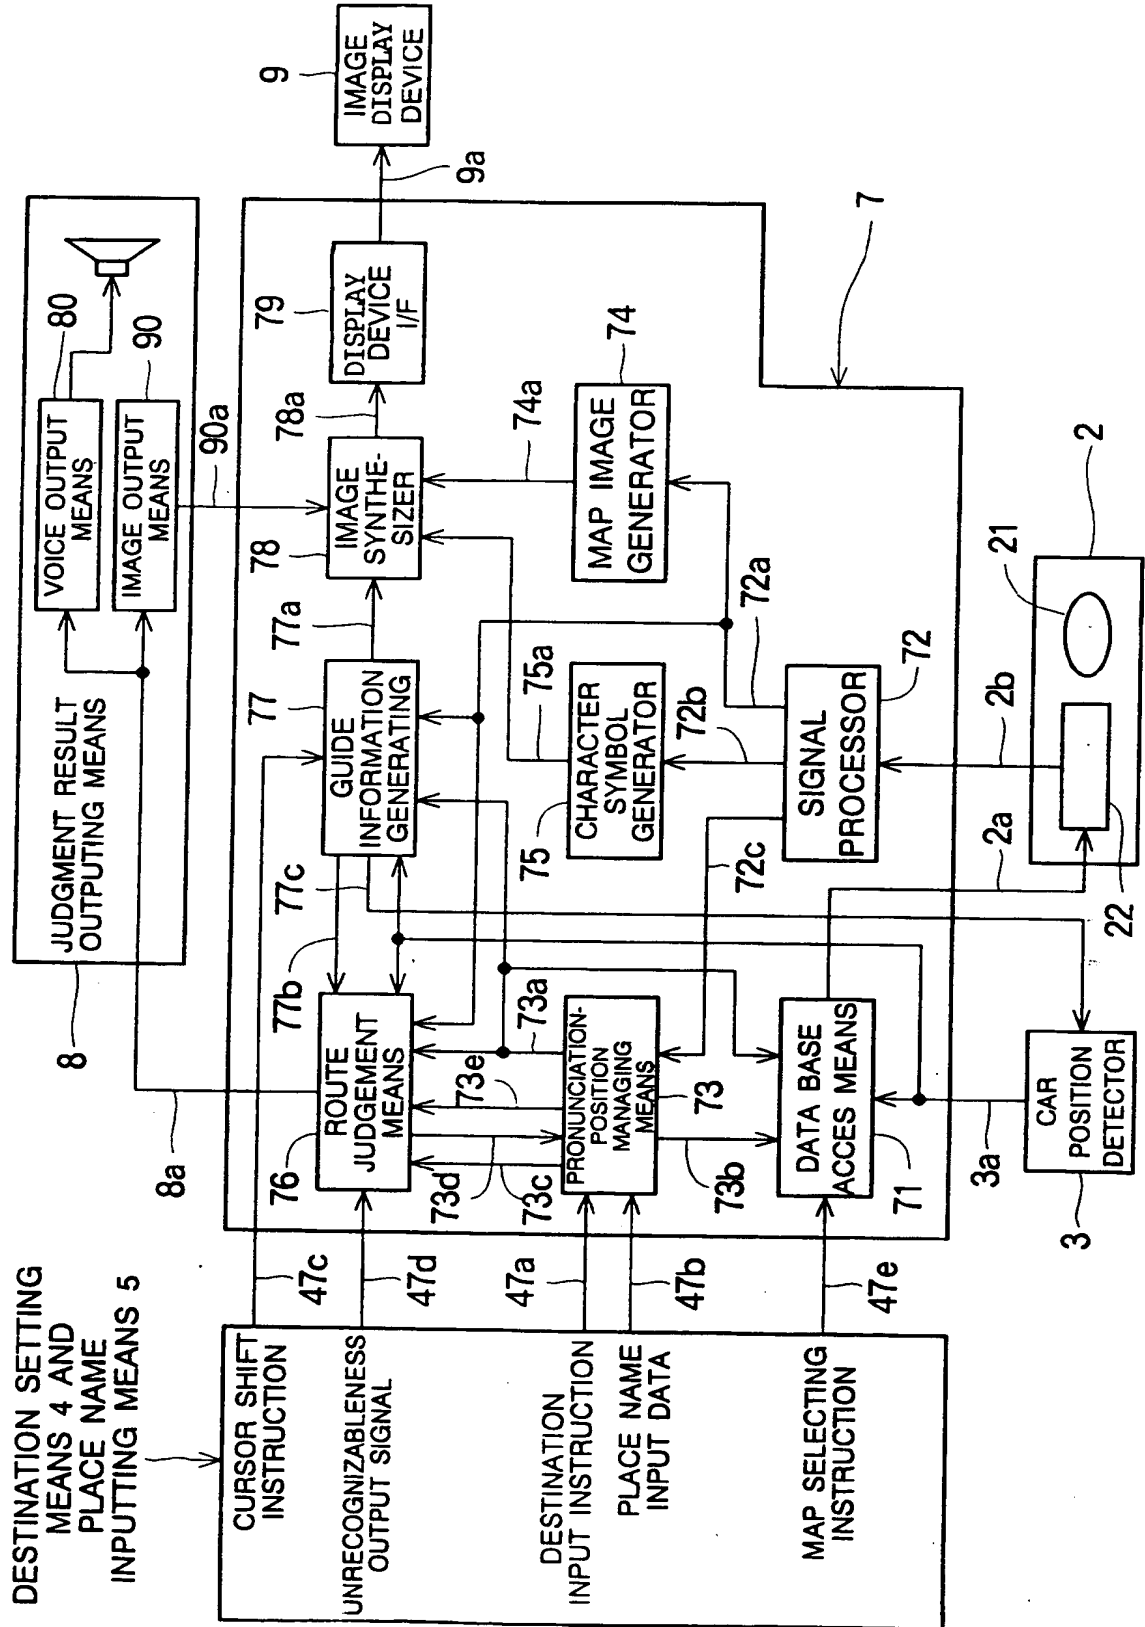 DESTINATION SETTING
MEANS 4 AND
PLACE NAME
INPUTTING MEANS 5
CURSOR SHIFT
INSTRUCTION
UNRECOGNIZABLENESS
OUTPUT SIGNAL
DESTINATION
INPUT INSTRUCTION
PLACE NAME
INPUT DATA
MAP SELECTING
INSTRUCTION
47c
47d
47a
47b
47e
8
JUDGMENT RESULT
OUTPUTING MEANS
8a
VOICE OUTPUT
MEANS
80
IMAGE OUTPUT
MEANS
90
90a
76
ROUTE
JUDGEMENT
MEANS
77b
77c
77
GUIDE
INFORMATION
GENERATING
77a
78
IMAGE
SYNTHE-
SIZER
78a
79
DISPLAY
DEVICE
I/F
9a
9
IMAGE
DISPLAY
DEVICE
73d
73c
73e
73a
PRONUNCIATION-
POSITION
MANAGING
MEANS
73
73b
72c
75
CHARACTER
SYMBOL
GENERATOR
75a
72b
72a
MAP IMAGE
GENERATOR
74
74a
7
DATA BASE
ACCES MEANS
71
SIGNAL
PROCESSOR
72
3a
2a
2b
3
CAR
POSITION
DETECTOR
22
21
2